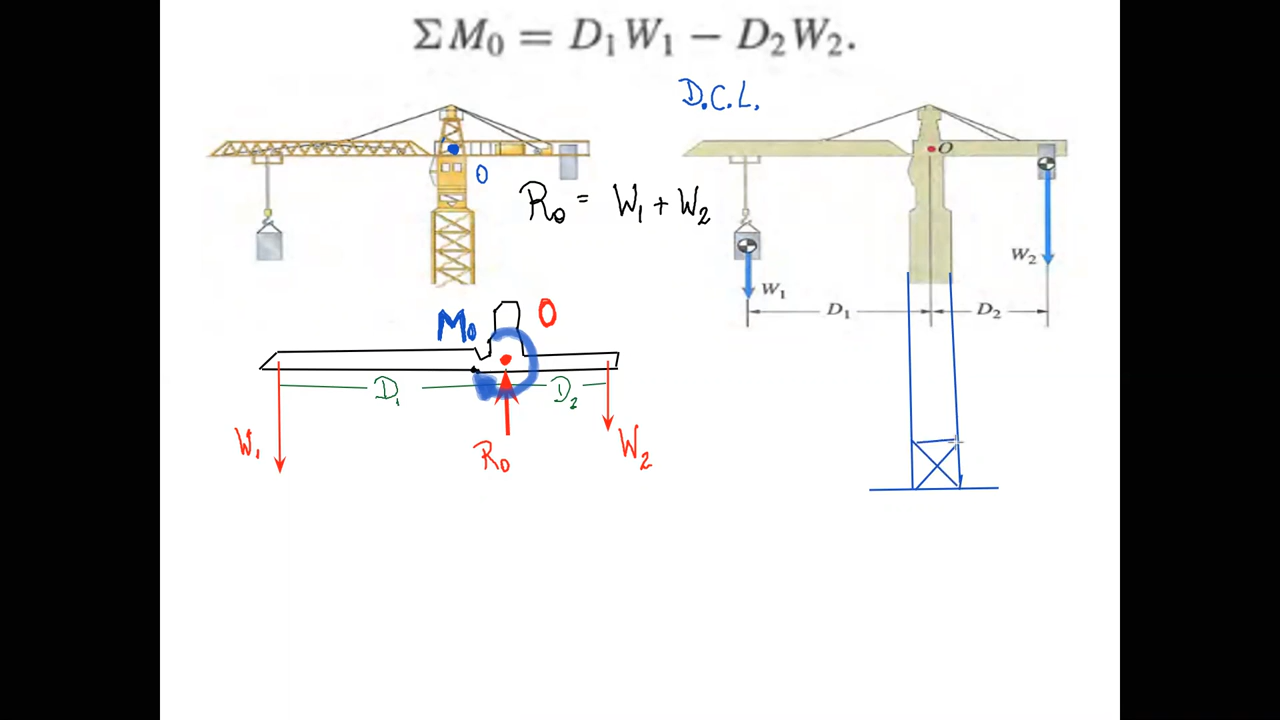 ΣM₀ = D₁W₁ − D₂W₂.
D.C.L.
O
O
R₀ = W₁ + W₂
W₂
W₁
D₁
D₂
M₀
O
D₁
D₂
W₁
R₀
W₂